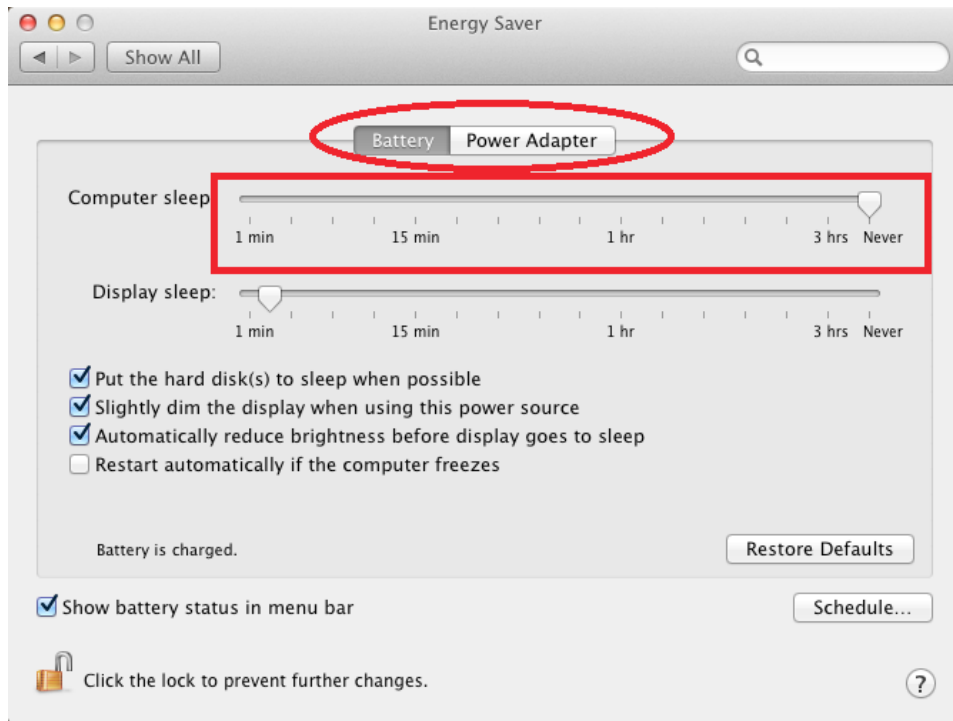 Energy Saver
Show All
Battery Power Adapter
Computer sleep
1 min 15 min 1 hr 3 hrs Never
Display sleep:
1 min 15 min 1 hr 3 hrs Never
Put the hard disk(s) to sleep when possible
Slightly dim the display when using this power source
Automatically reduce brightness before display goes to sleep
Restart automatically if the computer freezes
Battery is charged.
Restore Defaults
Show battery status in menu bar
Schedule...
Click the lock to prevent further changes.
?